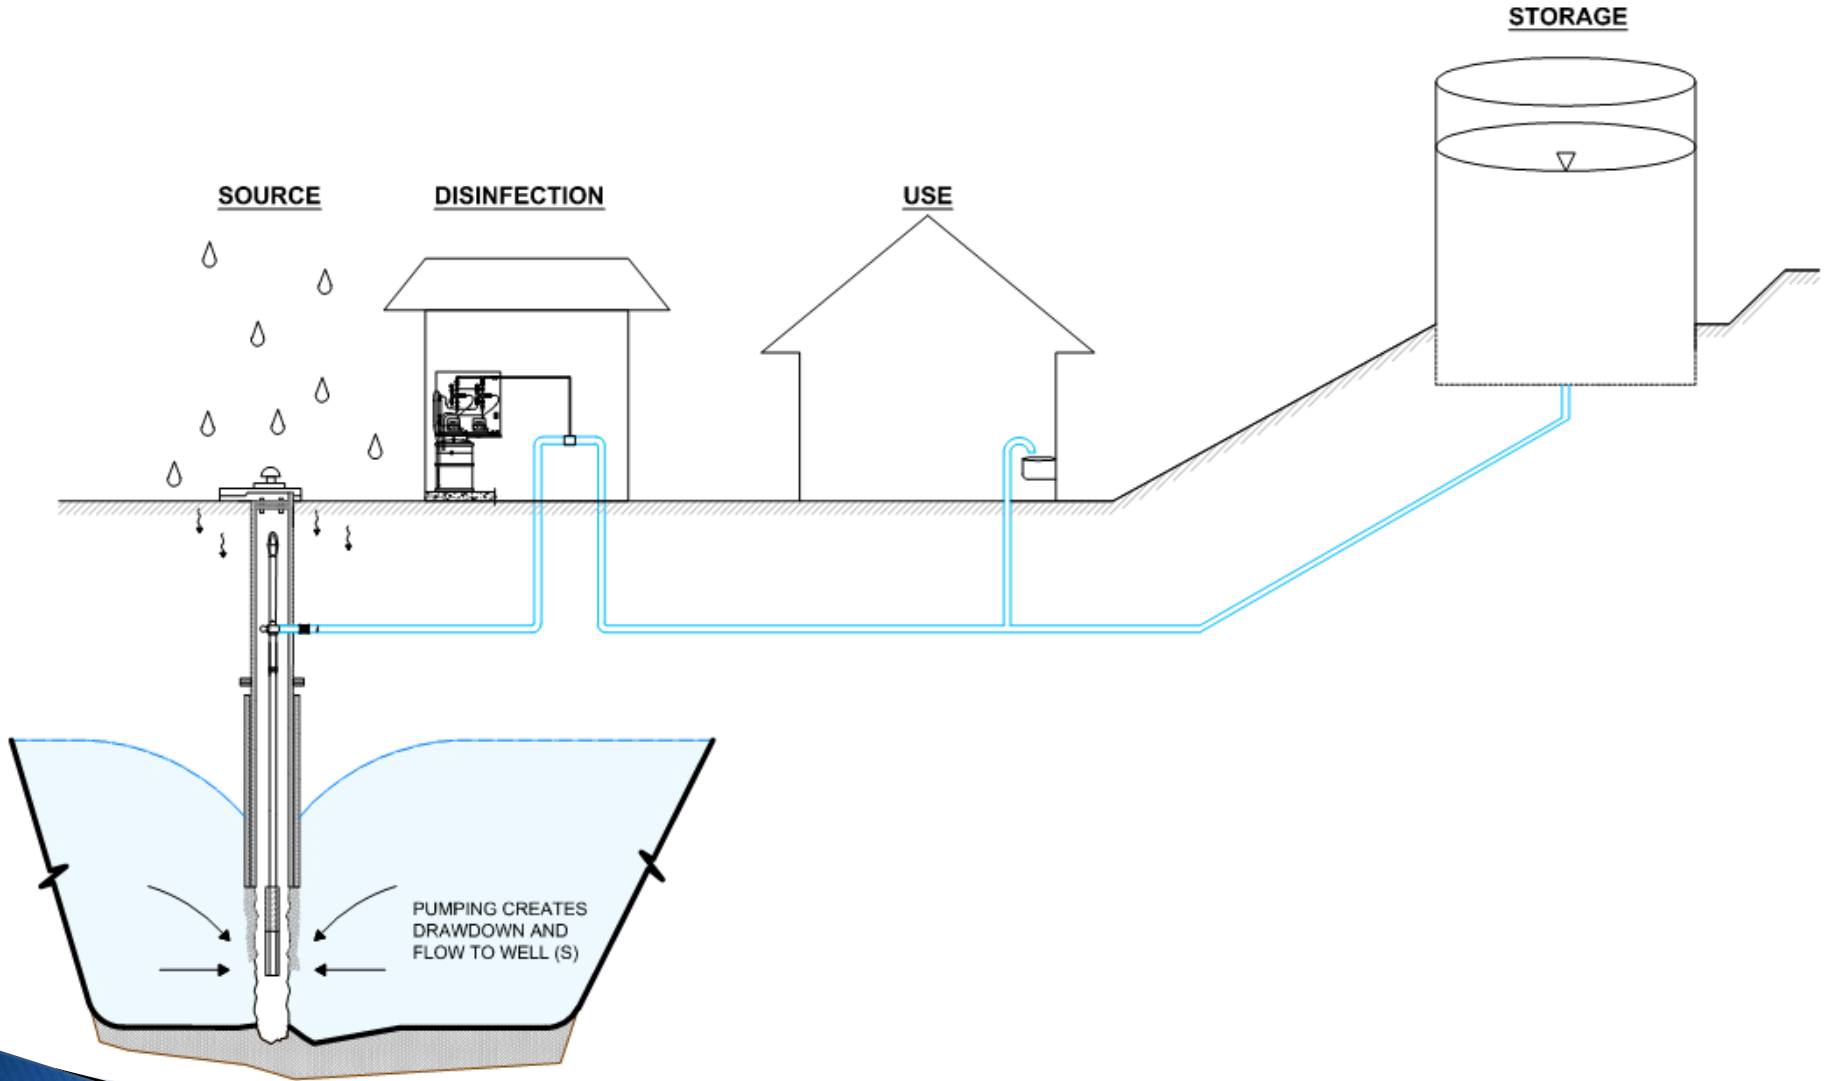 STORAGE
SOURCE
DISINFECTION
USE
PUMPING CREATES
DRAWDOWN AND
FLOW TO WELL (S)